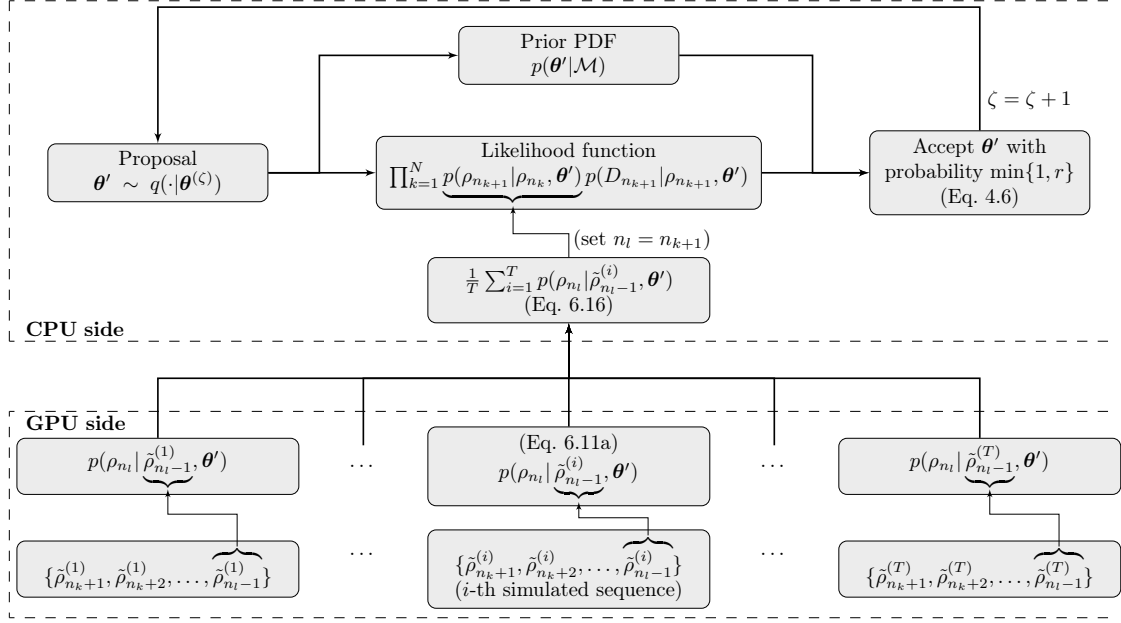 Prior PDF
p(θ′|M)
ζ = ζ + 1
Proposal
θ′ ∼ q(·|θ^(ζ))
Likelihood function
∏_{k=1}^{N} p(ρ_{n_{k+1}}|ρ_{n_k}, θ′) p(D_{n_{k+1}}|ρ_{n_{k+1}}, θ′)
Accept θ′ with
probability min{1, r}
(Eq. 4.6)
(set n_l = n_{k+1})
1/T ∑_{i=1}^{T} p(ρ_{n_l}|ρ̃_{n_l−1}^{(i)}, θ′)
(Eq. 6.16)
CPU side
GPU side
p(ρ_{n_l}| ρ̃_{n_l−1}^{(1)}, θ′)
...
(Eq. 6.11a)
p(ρ_{n_l}| ρ̃_{n_l−1}^{(i)}, θ′)
...
p(ρ_{n_l}| ρ̃_{n_l−1}^{(T)}, θ′)
{ρ̃_{n_k+1}^{(1)}, ρ̃_{n_k+2}^{(1)}, . . . , ρ̃_{n_l−1}^{(1)}}
...
{ρ̃_{n_k+1}^{(i)}, ρ̃_{n_k+2}^{(i)}, . . . , ρ̃_{n_l−1}^{(i)}}
(i-th simulated sequence)
...
{ρ̃_{n_k+1}^{(T)}, ρ̃_{n_k+2}^{(T)}, . . . , ρ̃_{n_l−1}^{(T)}}